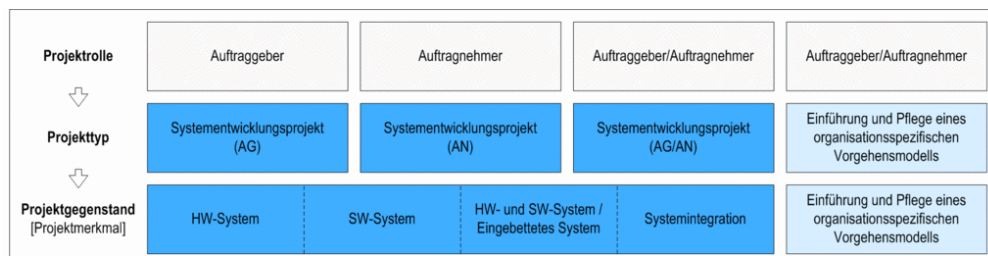 Projektrolle
Auftraggeber
Auftragnehmer
Auftraggeber/Auftragnehmer
Auftraggeber/Auftragnehmer
Projekttyp
Systementwicklungsprojekt
(AG)
Systementwicklungsprojekt
(AN)
Systementwicklungsprojekt
(AG/AN)
Einführung und Pflege eines
organisationsspezifischen
Vorgehensmodells
Projektgegenstand
[Projektmerkmal]
HW-System
SW-System
HW- und SW-System /
Eingebettetes System
Systemintegration
Einführung und Pflege eines
organisationsspezifischen
Vorgehensmodells